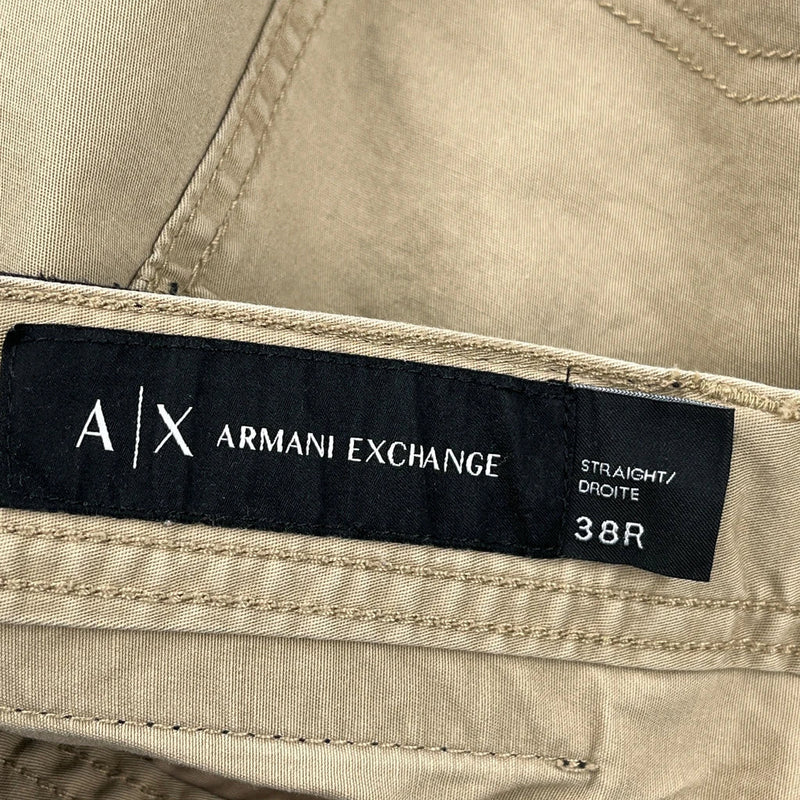 A|X ARMANI EXCHANGE
STRAIGHT/
DROITE
38R